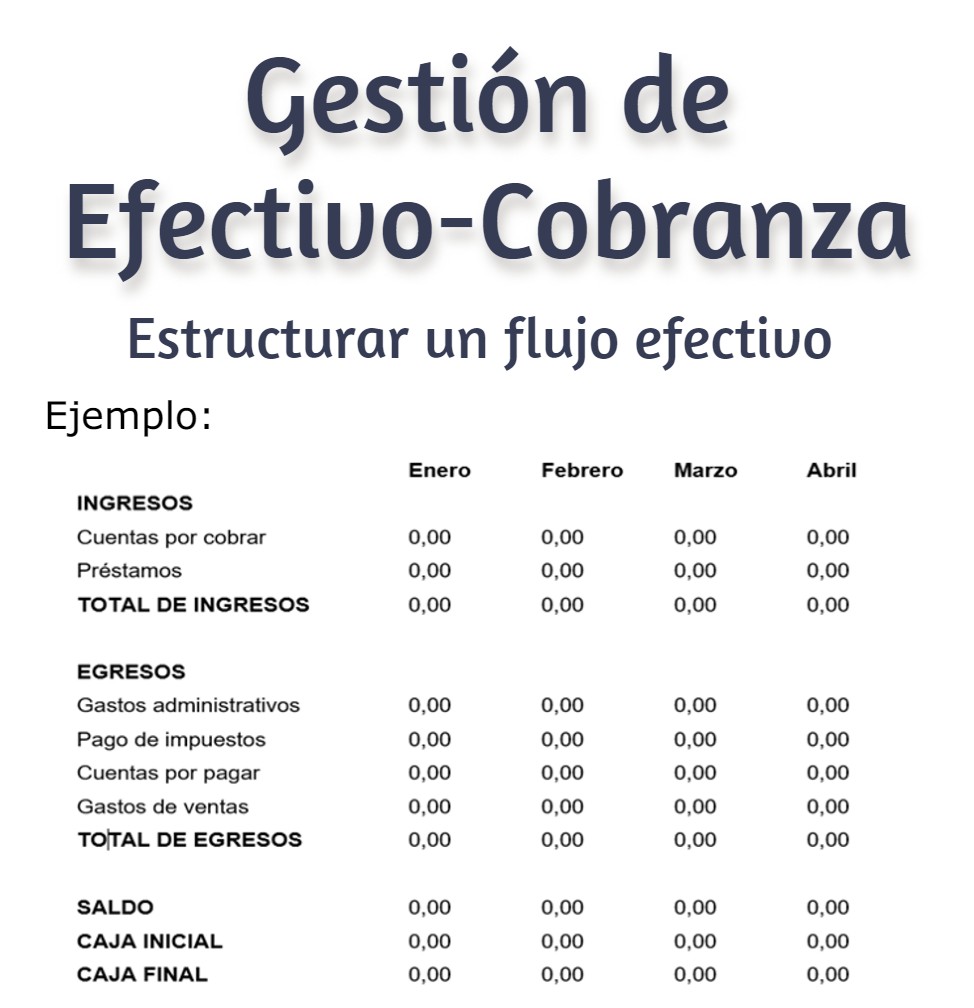 Gestión de
Efectivo-Cobranza
Estructurar un flujo efectivo
Ejemplo:
Enero Febrero Marzo Abril
INGRESOS
Cuentas por cobrar 0,00 0,00 0,00 0,00
Préstamos 0,00 0,00 0,00 0,00
TOTAL DE INGRESOS 0,00 0,00 0,00 0,00
EGRESOS
Gastos administrativos 0,00 0,00 0,00 0,00
Pago de impuestos 0,00 0,00 0,00 0,00
Cuentas por pagar 0,00 0,00 0,00 0,00
Gastos de ventas 0,00 0,00 0,00 0,00
TOTAL DE EGRESOS 0,00 0,00 0,00 0,00
SALDO 0,00 0,00 0,00 0,00
CAJA INICIAL 0,00 0,00 0,00 0,00
CAJA FINAL 0,00 0,00 0,00 0,00